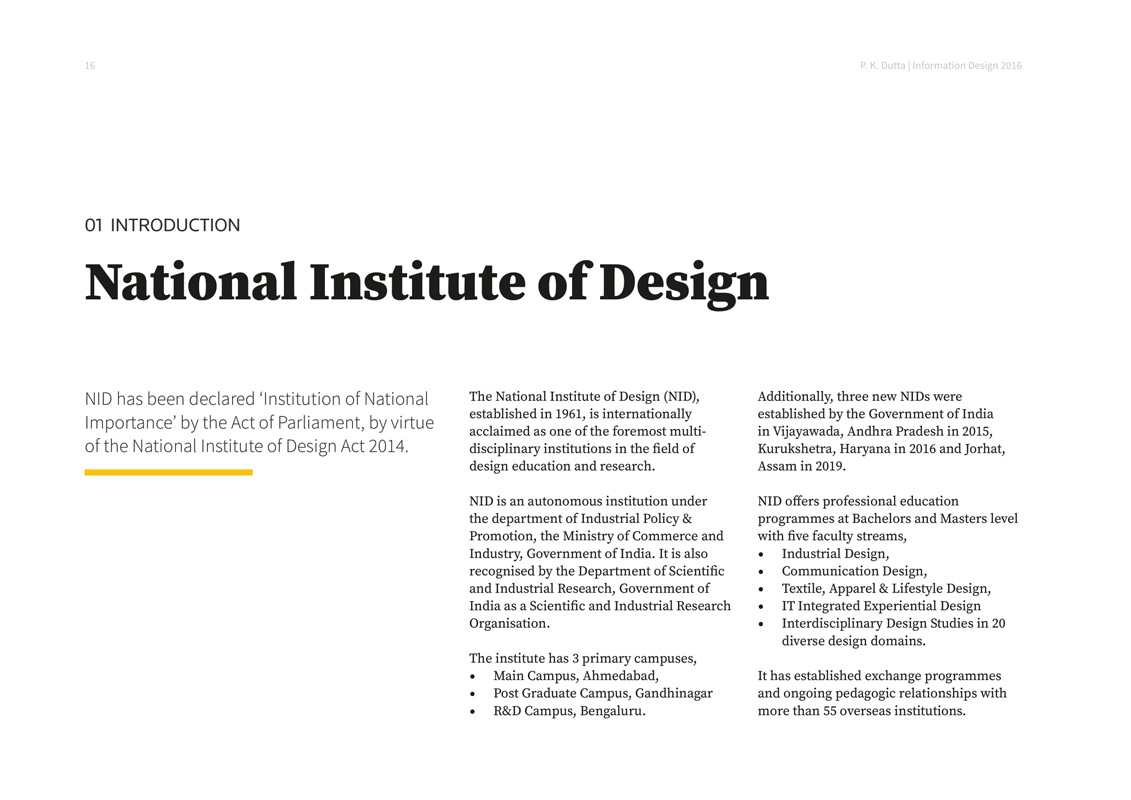 16
P. K. Dutta | Information Design 2016
01 INTRODUCTION
National Institute of Design
NID has been declared ‘Institution of National
Importance’ by the Act of Parliament, by virtue
of the National Institute of Design Act 2014.
The National Institute of Design (NID),
established in 1961, is internationally
acclaimed as one of the foremost multi-
disciplinary institutions in the field of
design education and research.
NID is an autonomous institution under
the department of Industrial Policy &
Promotion, the Ministry of Commerce and
Industry, Government of India. It is also
recognised by the Department of Scientific
and Industrial Research, Government of
India as a Scientific and Industrial Research
Organisation.
The institute has 3 primary campuses,
• Main Campus, Ahmedabad,
• Post Graduate Campus, Gandhinagar
• R&D Campus, Bengaluru.
Additionally, three new NIDs were
established by the Government of India
in Vijayawada, Andhra Pradesh in 2015,
Kurukshetra, Haryana in 2016 and Jorhat,
Assam in 2019.
NID offers professional education
programmes at Bachelors and Masters level
with five faculty streams,
• Industrial Design,
• Communication Design,
• Textile, Apparel & Lifestyle Design,
• IT Integrated Experiential Design
• Interdisciplinary Design Studies in 20
diverse design domains.
It has established exchange programmes
and ongoing pedagogic relationships with
more than 55 overseas institutions.